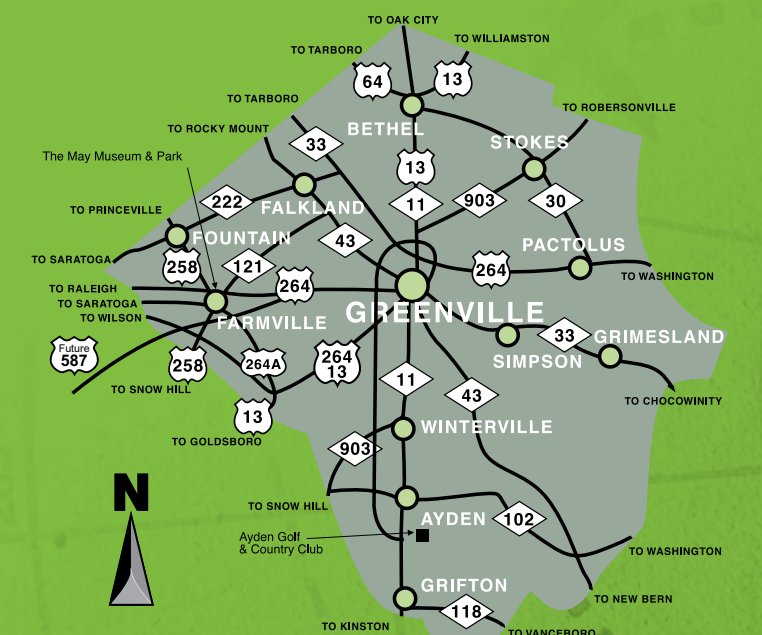 TO OAK CITY
TO WILLIAMSTON
TO TARBORO
64
13
TO TARBORO
TO ROBERSONVILLE
BETHEL
TO ROCKY MOUNT
33
STOKES
The May Museum & Park
13
222
FALKLAND
11
903
30
TO PRINCEVILLE
FOUNTAIN
43
PACTOLUS
TO SARATOGA
258
121
264
TO WASHINGTON
TO RALEIGH
264
TO SARATOGA
TO WILSON
GREENVILLE
FARMVILLE
33
GRIMESLAND
SIMPSON
Future
587
258
264A
264
13
11
43
TO SNOW HILL
TO CHOCOWINITY
13
WINTERVILLE
TO GOLDSBORO
903
N
TO SNOW HILL
AYDEN
102
Ayden Golf
& Country Club
TO WASHINGTON
GRIFTON
TO NEW BERN
118
TO KINSTON
TO VANCEBORO